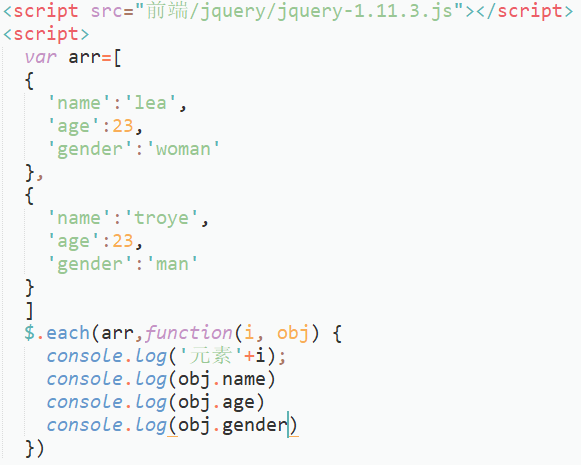 <script src="前端/jquery/jquery-1.11.3.js"></script>
<script>
var arr=[
{
'name':'lea',
'age':23,
'gender':'woman'
},
{
'name':'troye',
'age':23,
'gender':'man'
}
]
$.each(arr,function(i, obj) {
console.log('元素'+i);
console.log(obj.name)
console.log(obj.age)
console.log(obj.gender)
})